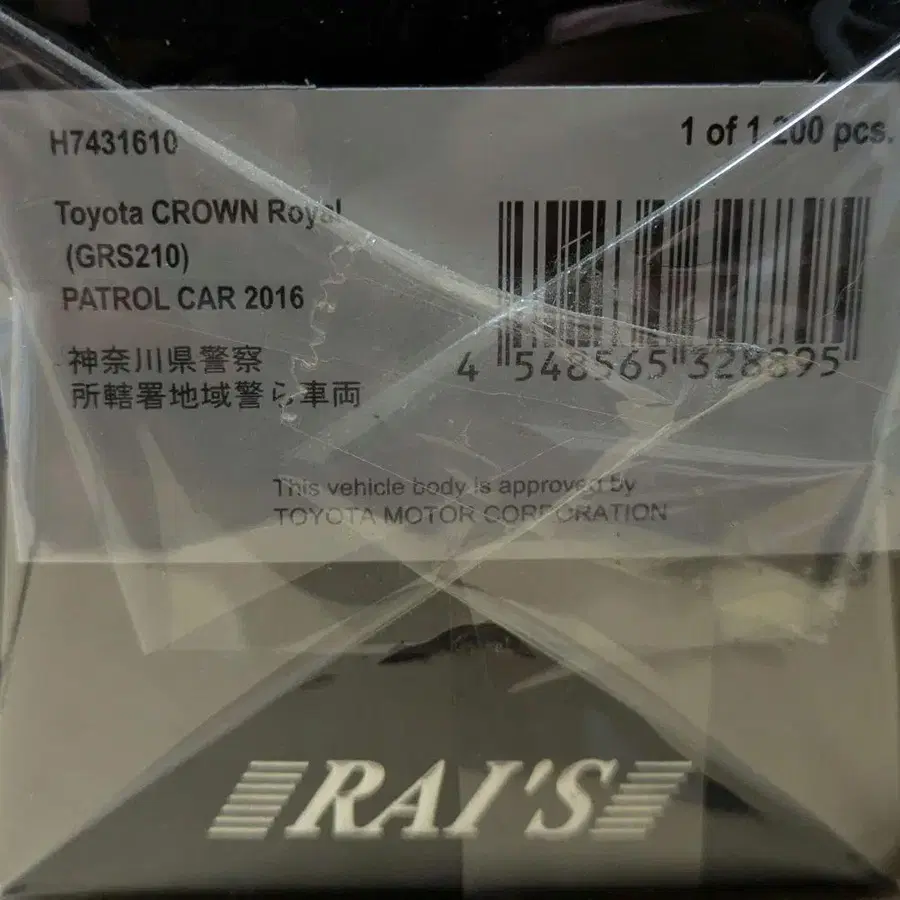 H7431610
1 of 1,200 pcs.
Toyota CROWN Royal
(GRS210)
PATROL CAR 2016
神奈川県警察
所轄署地域警ら車両
4 548565 328895
This vehicle body is approved by
TOYOTA MOTOR CORPORATION
RAI'S